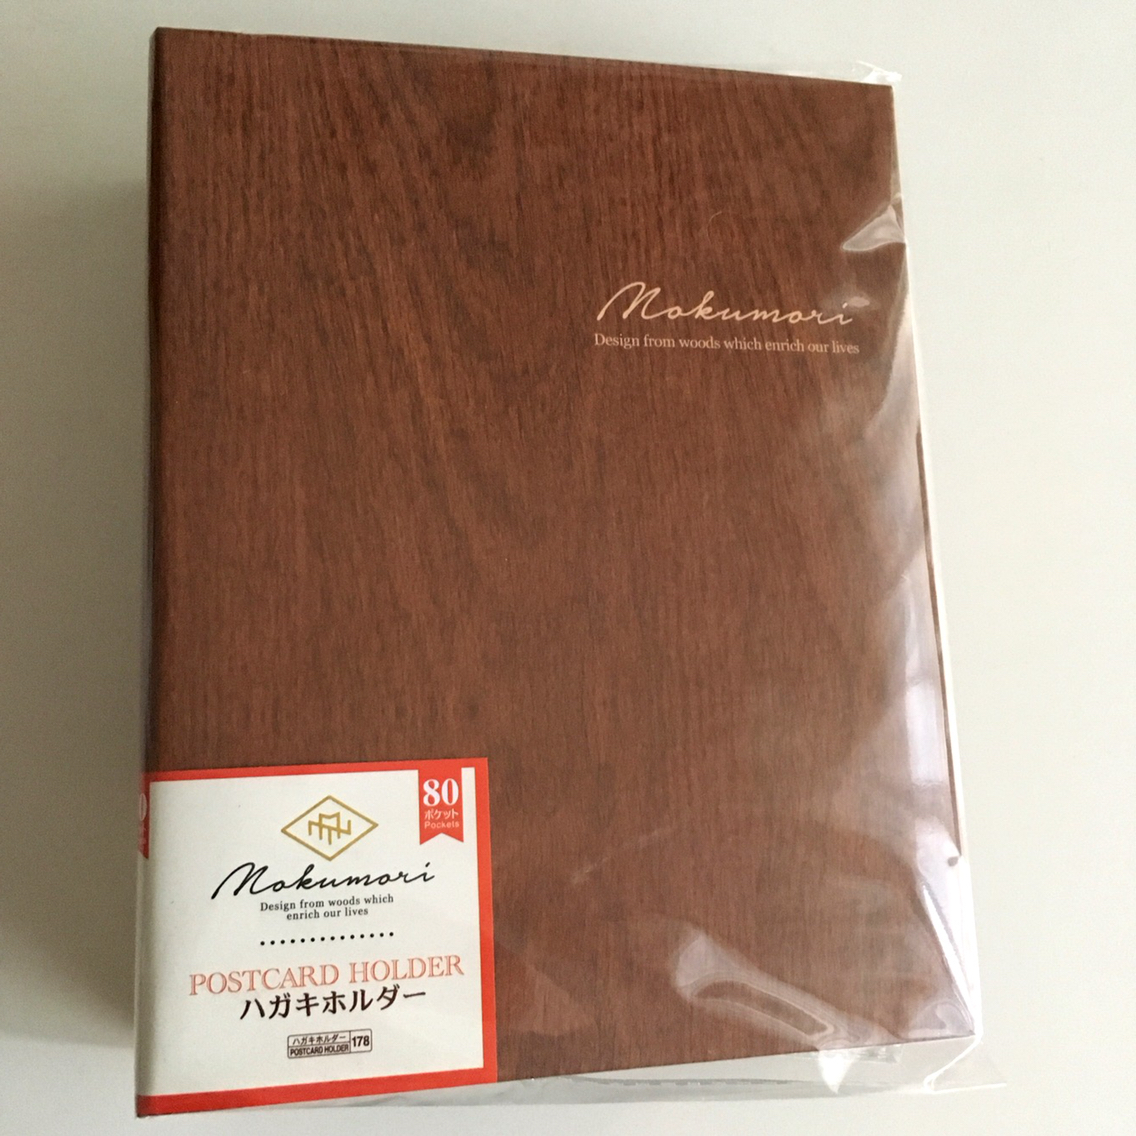 Mokumori
Design from woods which enrich our lives
80
ポケット
Pockets
Mokumori
Design from woods which
enrich our lives
POSTCARD HOLDER
ハガキホルダー
ハガキホルダー
POSTCARD HOLDER
178